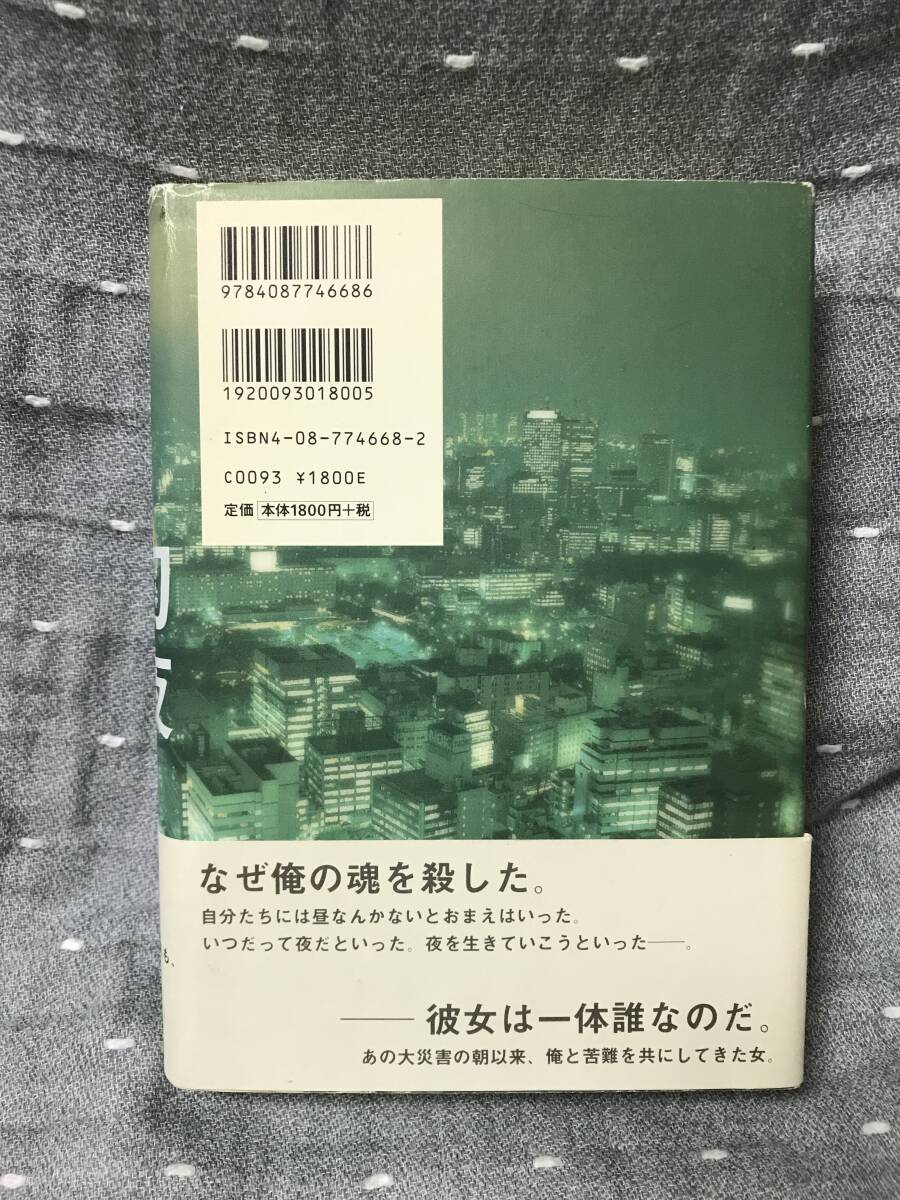 9784087746686
1920093018005
ISBN4-08-774668-2
C0093 ¥1800E
定価 本体1800円+税
なぜ俺の魂を殺した。
自分たちには昼なんかないとおまえはいった。
いつだって夜だといった。夜を生きていこうといった——。
も、
——彼女は一体誰なのだ。
あの大災害の朝以来、俺と苦難を共にしてきた女。